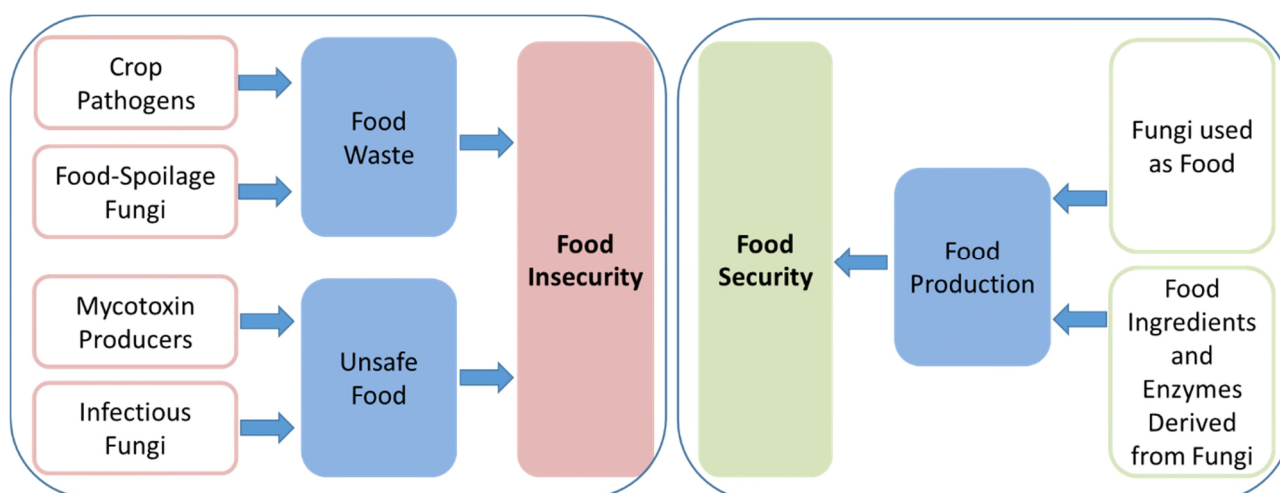 Crop
Pathogens
Food-Spoilage
Fungi
Mycotoxin
Producers
Infectious
Fungi
Food
Waste
Unsafe
Food
Food
Insecurity
Food
Security
Food
Production
Fungi used
as Food
Food
Ingredients
and
Enzymes
Derived
from Fungi